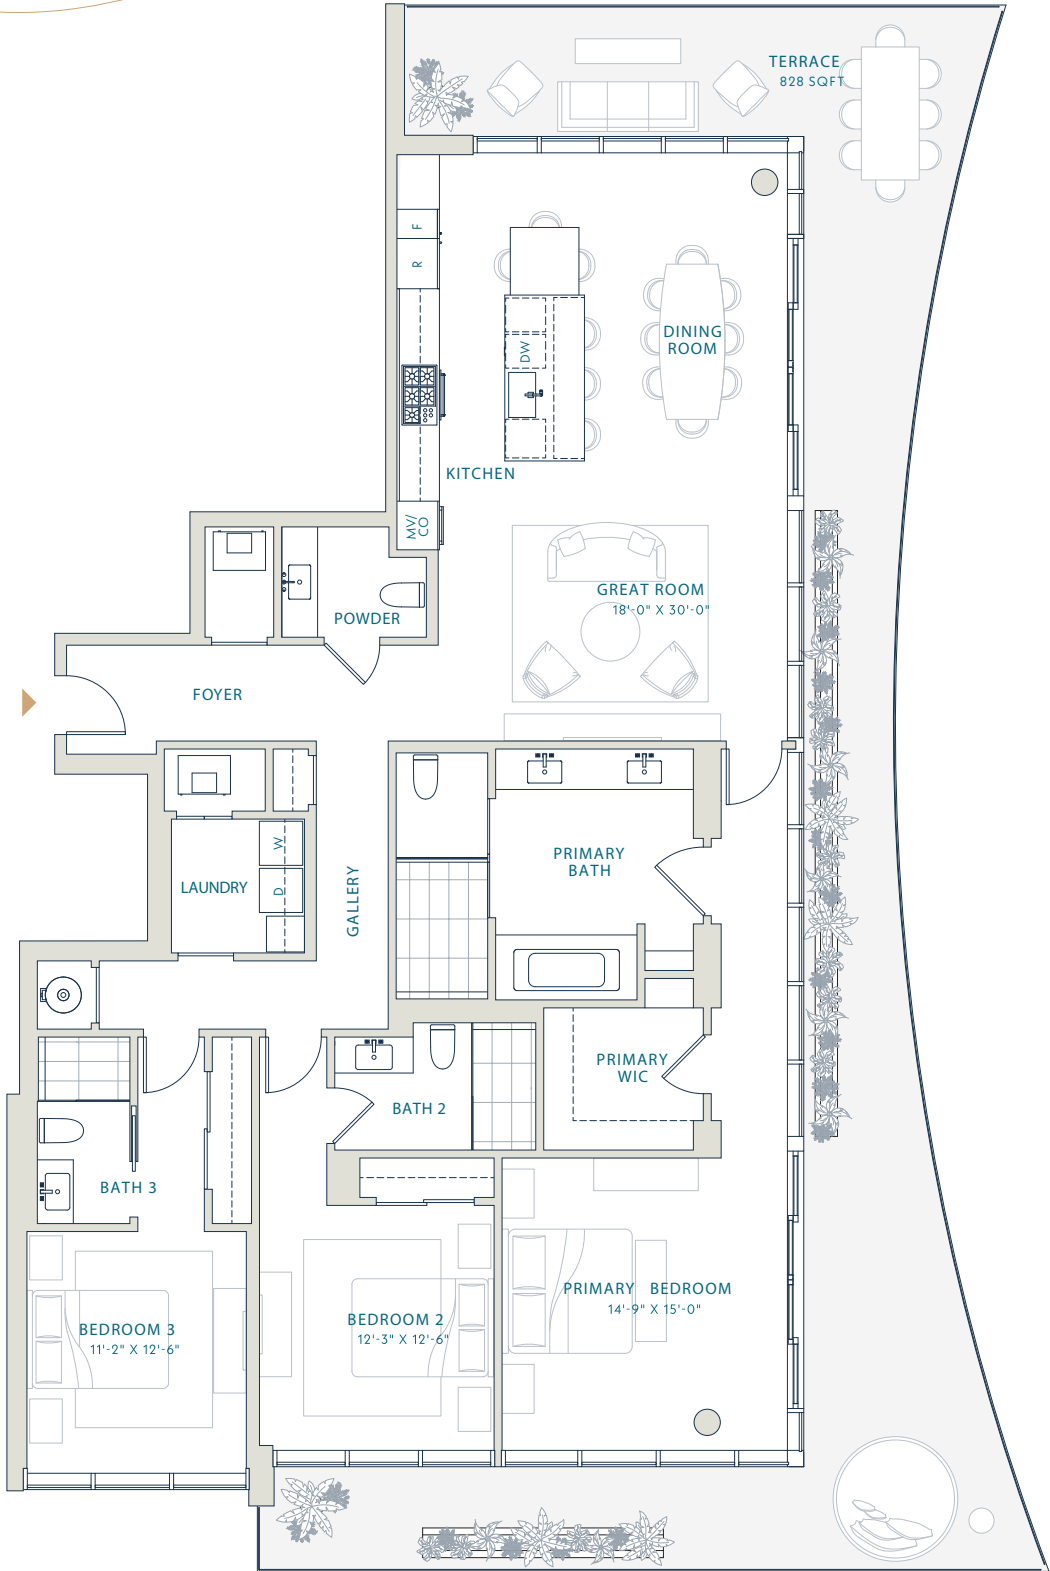 TERRACE
828 SQFT
F
R
DW
DINING
ROOM
KITCHEN
MV/
CO
GREAT ROOM
18'-0" X 30'-0"
POWDER
FOYER
W
D
LAUNDRY
GALLERY
PRIMARY
BATH
PRIMARY
WIC
BATH 2
BATH 3
PRIMARY BEDROOM
14'-9" X 15'-0"
BEDROOM 2
12'-3" X 12'-6"
BEDROOM 3
11'-2" X 12'-6"